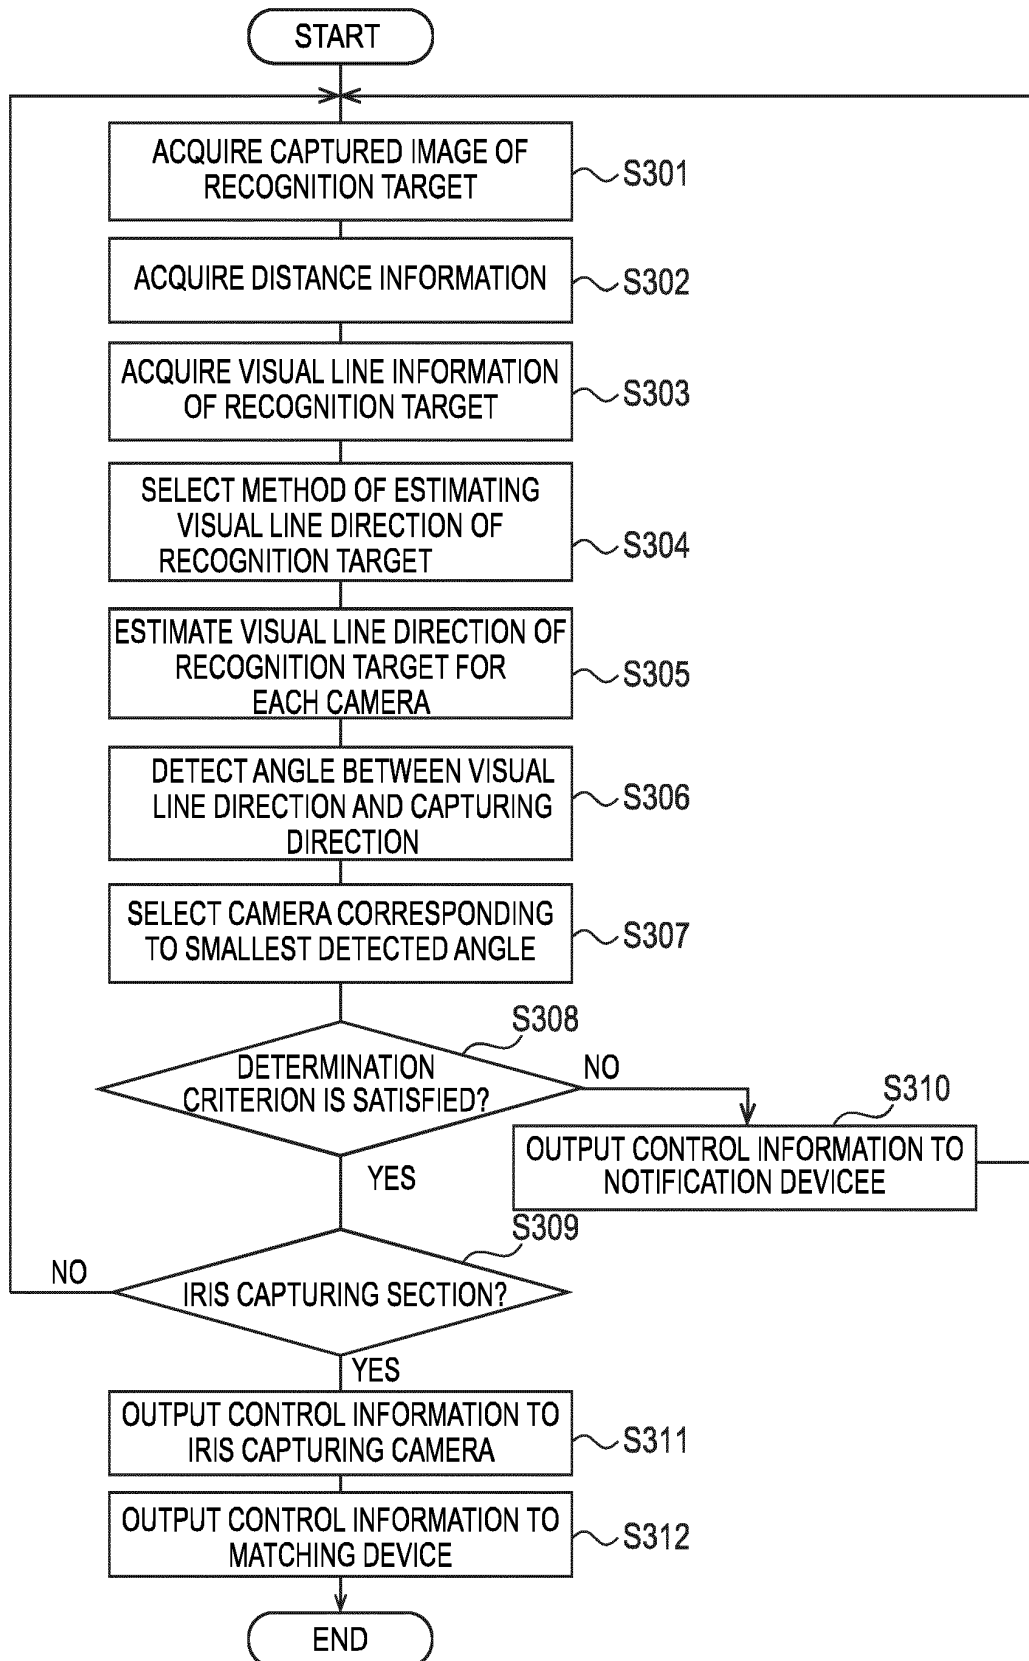 START
ACQUIRE CAPTURED IMAGE OF
RECOGNITION TARGET
S301
ACQUIRE DISTANCE INFORMATION
S302
ACQUIRE VISUAL LINE INFORMATION
OF RECOGNITION TARGET
S303
SELECT METHOD OF ESTIMATING
VISUAL LINE DIRECTION OF
RECOGNITION TARGET
S304
ESTIMATE VISUAL LINE DIRECTION OF
RECOGNITION TARGET FOR
EACH CAMERA
S305
DETECT ANGLE BETWEEN VISUAL
LINE DIRECTION AND CAPTURING
DIRECTION
S306
SELECT CAMERA CORRESPONDING
TO SMALLEST DETECTED ANGLE
S307
S308
DETERMINATION
CRITERION IS SATISFIED?
NO
YES
S310
OUTPUT CONTROL INFORMATION TO
NOTIFICATION DEVICEE
S309
IRIS CAPTURING SECTION?
NO
YES
OUTPUT CONTROL INFORMATION TO
IRIS CAPTURING CAMERA
S311
OUTPUT CONTROL INFORMATION TO
MATCHING DEVICE
S312
END